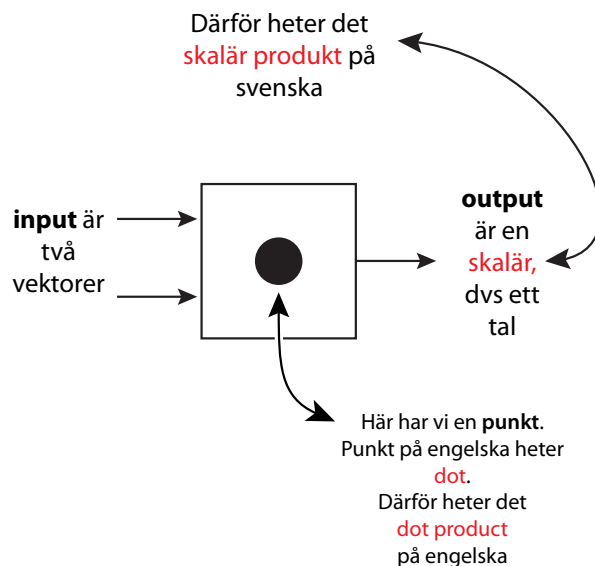 Därför heter det
skalär produkt på
svenska
input är
två
vektorer
output
är en
skalär,
dvs ett
tal
Här har vi en punkt.
Punkt på engelska heter
dot.
Därför heter det
dot product
på engelska